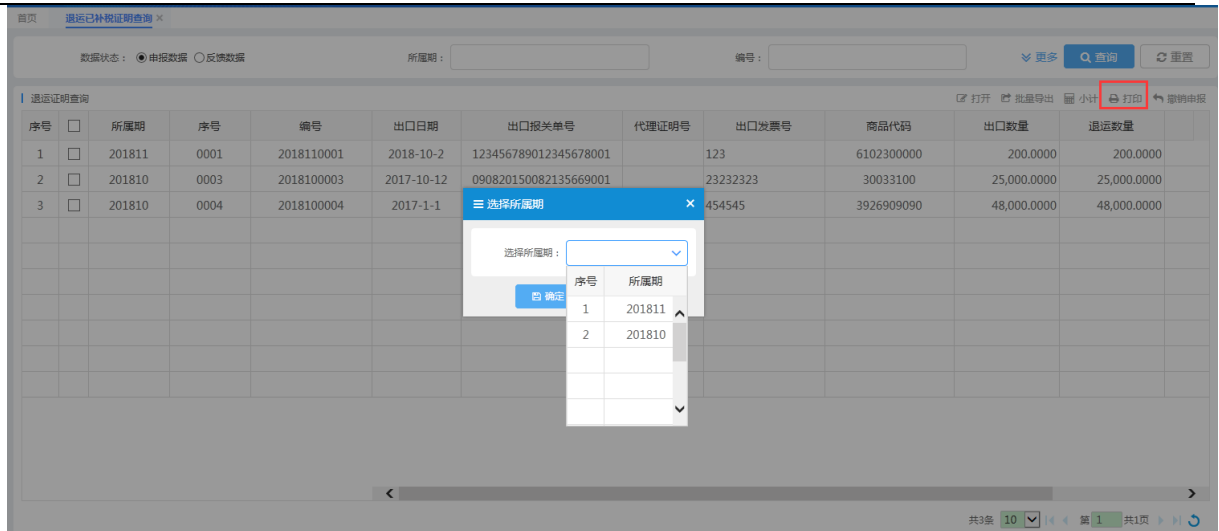 首页 退运已补税证明查询 ×
数据状态： 申报数据 反馈数据 所属期： 编号： 更多 查询 重置
退运证明查询 打开 批量导出 小计 打印 撤销申报
序号 所属期 序号 编号 出口日期 出口报关单号 代理证明号 出口发票号 商品代码 出口数量 退运数量
1 201811 0001 2018110001 2018-10-2 123456789012345678001 123 6102300000 200.0000 200.0000
2 201810 0003 2018100003 2017-10-12 090820150082135669001 23232323 30033100 25,000.0000 25,000.0000
3 201810 0004 2018100004 2017-1-1 454545 3926909090 48,000.0000 48,000.0000
选择所属期 ×
选择所属期：
确定
序号 所属期
1 201811
2 201810
共3条 10 第 1 共1页